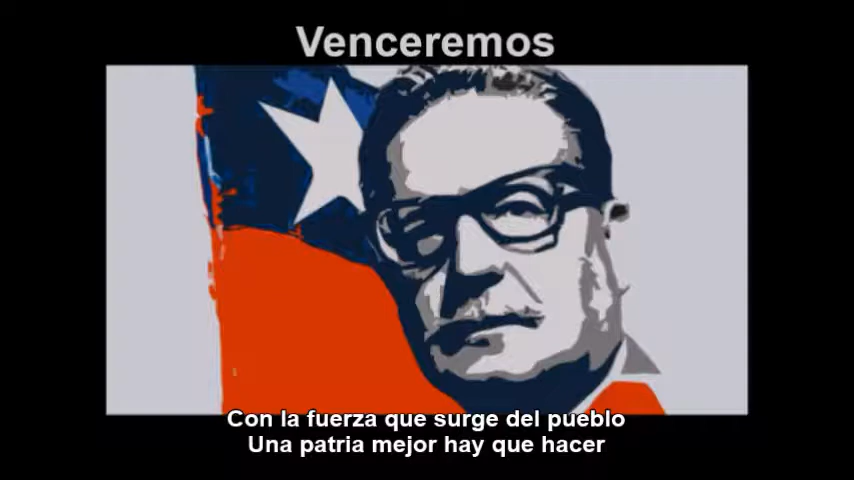 Venceremos
Con la fuerza que surge del pueblo
Una patria mejor hay que hacer